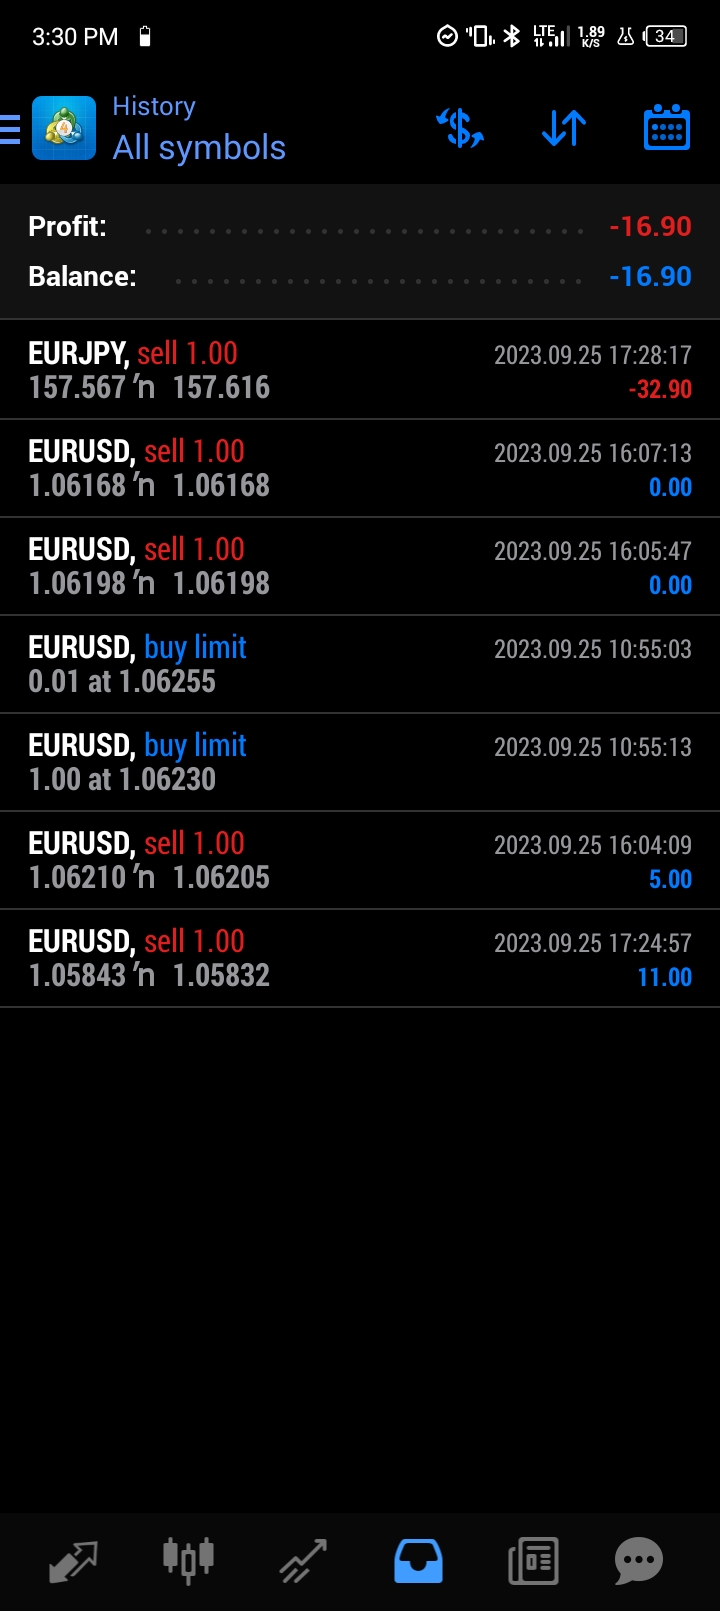 3:30 PM
LTE 1.89 K/S 34
History
All symbols
Profit: -16.90
Balance: -16.90
EURJPY, sell 1.00 2023.09.25 17:28:17
157.567 ’n 157.616 -32.90
EURUSD, sell 1.00 2023.09.25 16:07:13
1.06168 ’n 1.06168 0.00
EURUSD, sell 1.00 2023.09.25 16:05:47
1.06198 ’n 1.06198 0.00
EURUSD, buy limit 2023.09.25 10:55:03
0.01 at 1.06255
EURUSD, buy limit 2023.09.25 10:55:13
1.00 at 1.06230
EURUSD, sell 1.00 2023.09.25 16:04:09
1.06210 ’n 1.06205 5.00
EURUSD, sell 1.00 2023.09.25 17:24:57
1.05843 ’n 1.05832 11.00